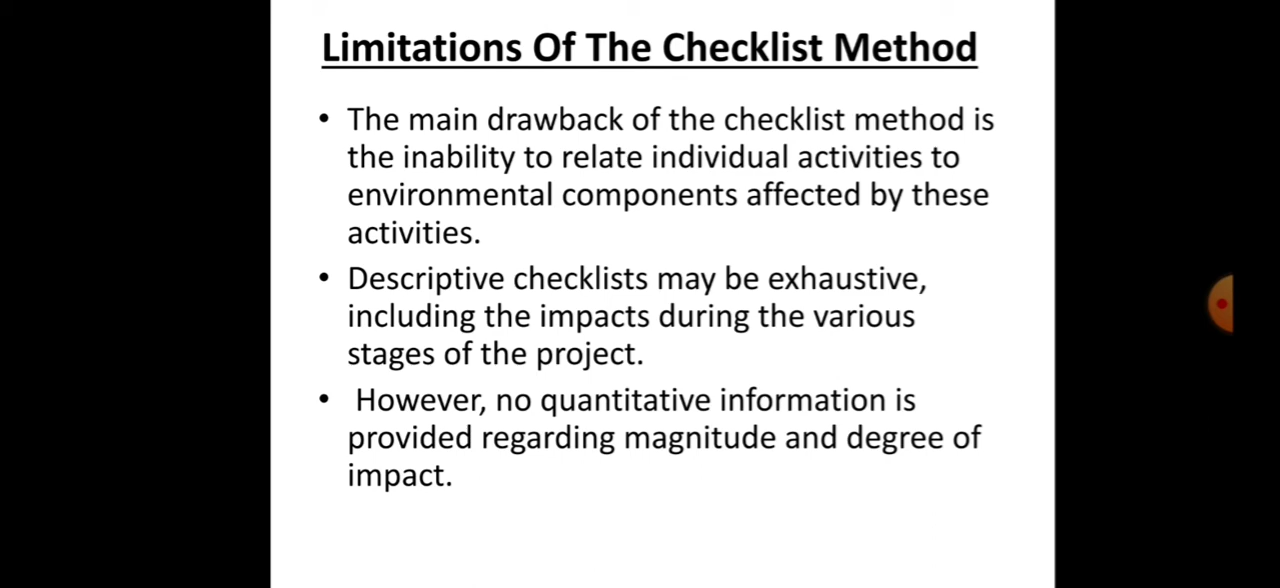 Limitations Of The Checklist Method
• The main drawback of the checklist method is
the inability to relate individual activities to
environmental components affected by these
activities.
• Descriptive checklists may be exhaustive,
including the impacts during the various
stages of the project.
• However, no quantitative information is
provided regarding magnitude and degree of
impact.